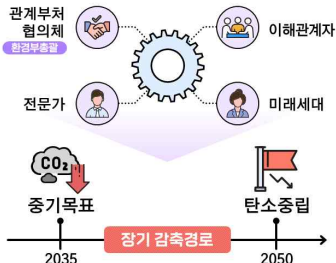 관계부처
협의체
환경부총괄
이해관계자
전문가
미래세대
CO₂
중기목표
탄소중립
장기 감축경로
2035
2050